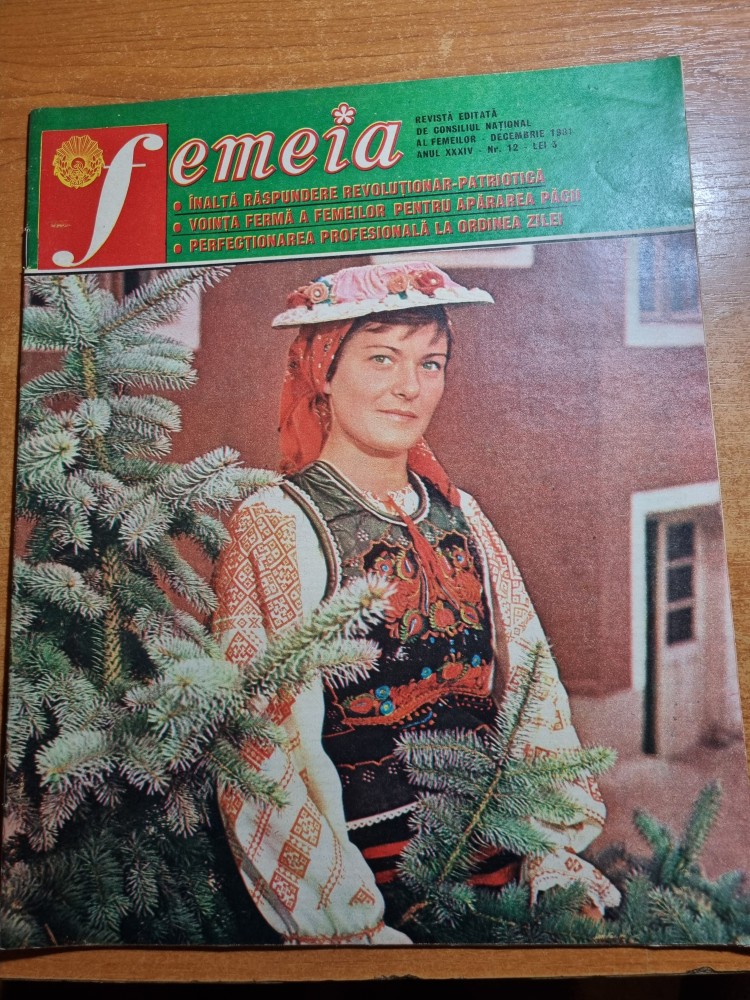 femeia
REVISTĂ EDITATĂ
DE CONSILIUL NAȚIONAL
AL FEMEILOR - DECEMBRIE 1981
ANUL XXXIV - Nr. 12 - LEI 5
• ÎNALTĂ RĂSPUNDERE REVOLUȚIONAR-PATRIOTICĂ
• VOINȚA FERMĂ A FEMEILOR PENTRU APĂRAREA PĂCII
• PERFECȚIONAREA PROFESIONALĂ LA ORDINEA ZILEI